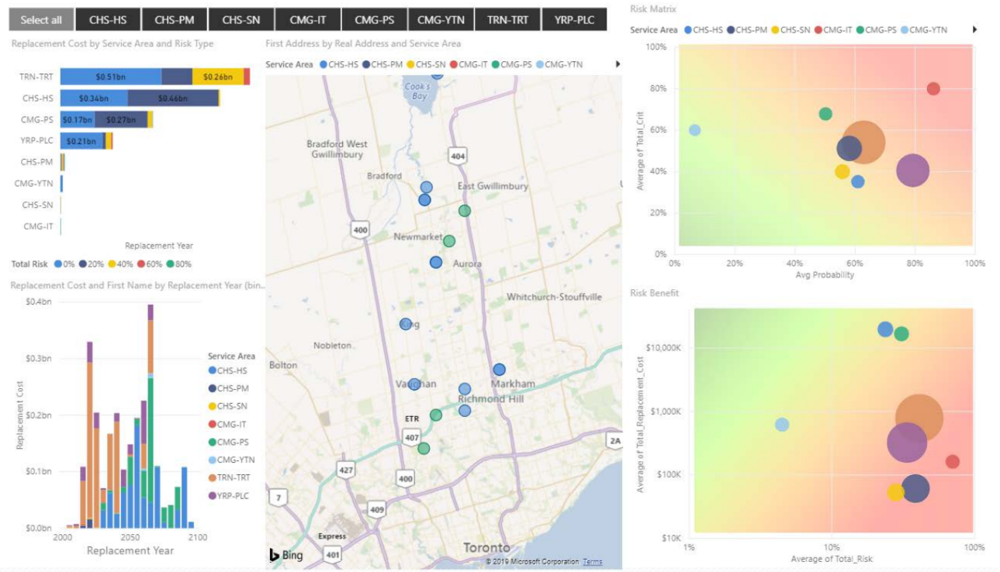 Select all CHS-HS CHS-PM CHS-SN CMG-IT CMG-PS CMG-YTN TRN-TRT YRP-PLC
Replacement Cost by Service Area and Risk Type
TRN-TRT $0.51bn $0.26bn
CHS-HS $0.34bn $0.46bn
CMG-PS $0.17bn $0.27bn
YRP-PLC $0.21bn
CHS-PM
CMG-YTN
CHS-SN
CMG-IT
Replacement Year
Total Risk 0% 20% 40% 60% 80%
Replacement Cost and First Name by Replacement Year (bin...
$0.4bn
$0.3bn
$0.2bn
$0.1bn
$0.0bn
Replacement Cost
2000 2050 2100
Replacement Year
Service Area
CHS-HS
CHS-PM
CHS-SN
CMG-IT
CMG-PS
CMG-YTN
TRN-TRT
YRP-PLC
First Address by Real Address and Service Area
Service Area CHS-HS CHS-PM CHS-SN CMG-IT CMG-PS CMG-YTN
Cook's
Bay
Bradford West
Gwillimbury
404
Bradford
East Gwillimbury
400
Newmarket
Aurora
Whitchurch-Stouffville
King
Nobleton
Bolton
Vaughan
Markham
Richmond Hill
ETR
407
2A
427
400
7
409
Express
401
Toronto
Bing
© 2019 Microsoft Corporation Terms
Risk Matrix
Service Area CHS-HS CHS-PM CHS-SN CMG-IT CMG-PS CMG-YTN
100%
80%
60%
40%
20%
0%
Average of Total_Crit
0% 20% 40% 60% 80% 100%
Avg Probability
Risk Benefit
$10,000K
$1,000K
$100K
$10K
Average of Total_Replacement_Cost
1% 10% 100%
Average of Total_Risk